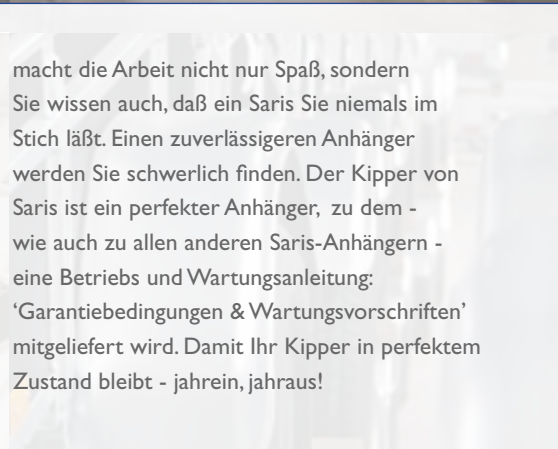 macht die Arbeit nicht nur Spaß, sondern
Sie wissen auch, daß ein Saris Sie niemals im
Stich läßt. Einen zuverlässigeren Anhänger
werden Sie schwerlich finden. Der Kipper von
Saris ist ein perfekter Anhänger, zu dem -
wie auch zu allen anderen Saris-Anhängern -
eine Betriebs und Wartungsanleitung:
‘Garantiebedingungen & Wartungsvorschriften’
mitgeliefert wird. Damit Ihr Kipper in perfektem
Zustand bleibt - jahrein, jahraus!